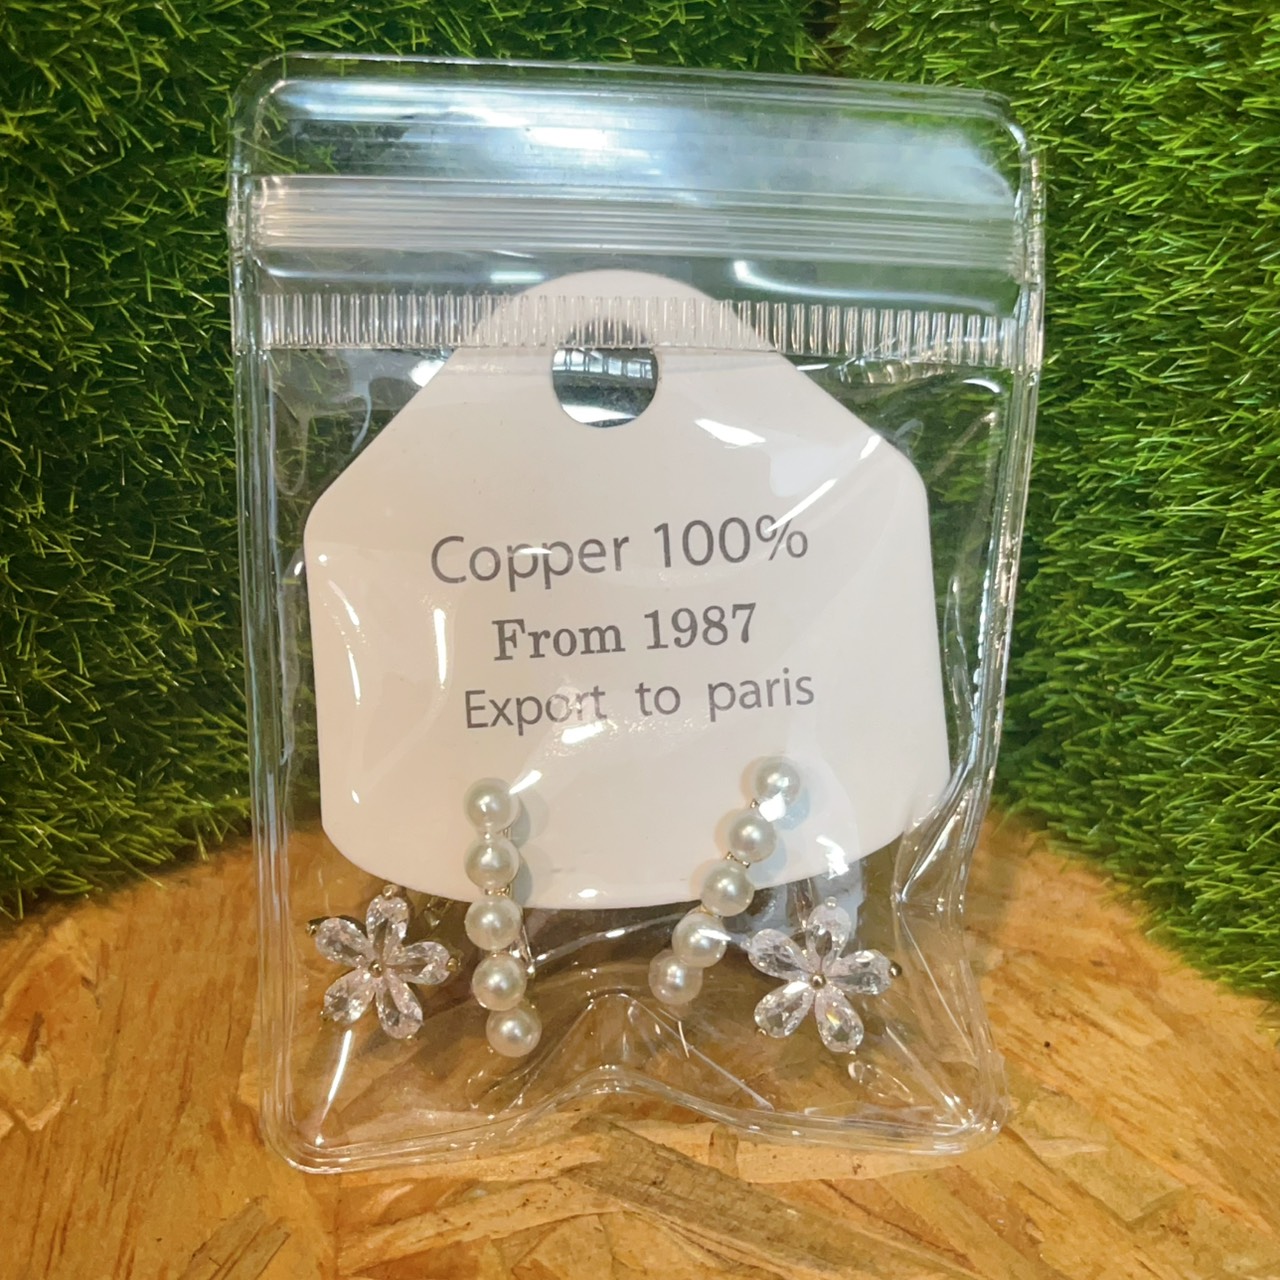 Copper 100%
From 1987
Export to paris